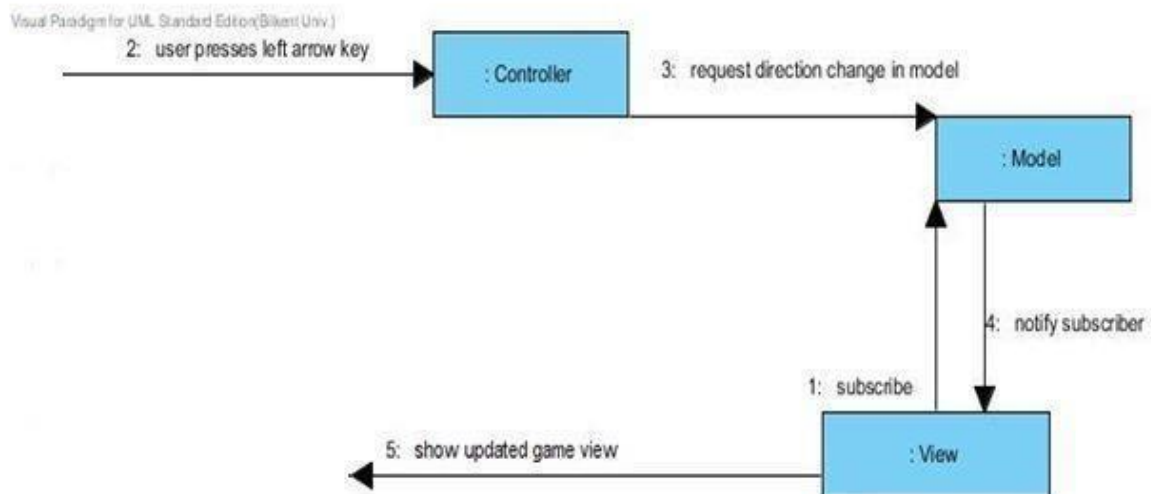 Visual Paradigm for UML Standard Edition(Bilkent Univ.)
2: user presses left arrow key
: Controller
3: request direction change in model
: Model
4: notify subscriber
1: subscribe
5: show updated game view
: View